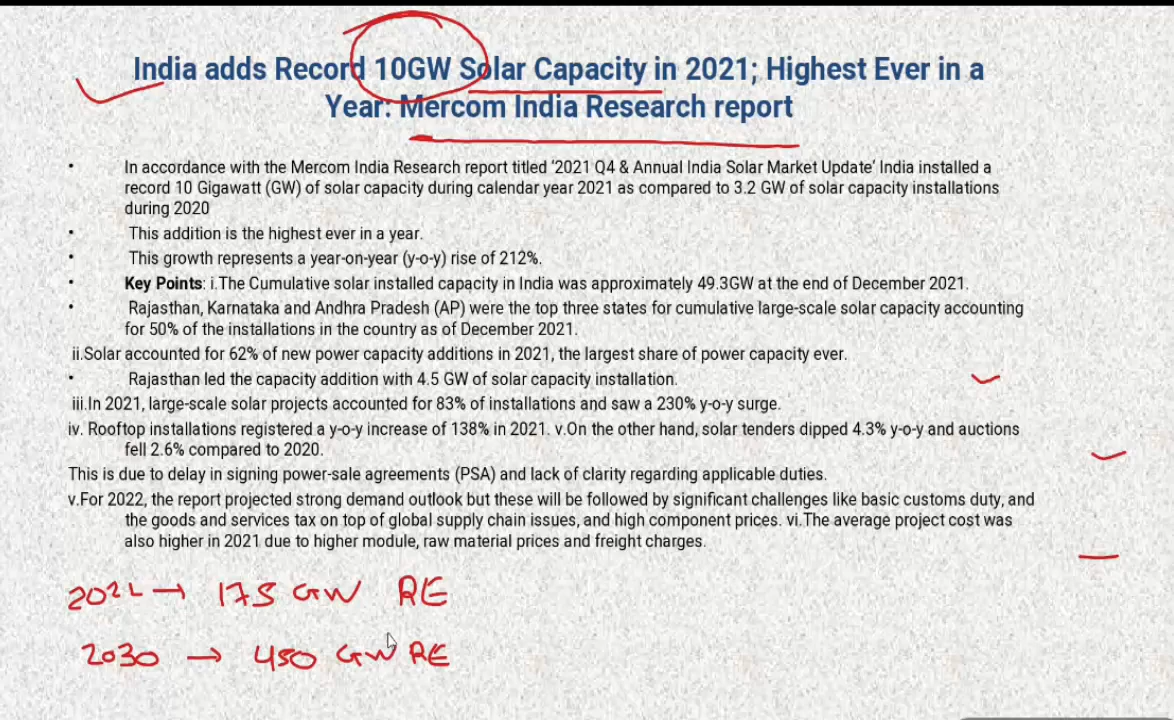 India adds Record 10GW Solar Capacity in 2021; Highest Ever in a
Year: Mercom India Research report
• In accordance with the Mercom India Research report titled '2021 Q4 & Annual India Solar Market Update' India installed a
record 10 Gigawatt (GW) of solar capacity during calendar year 2021 as compared to 3.2 GW of solar capacity installations
during 2020
• This addition is the highest ever in a year.
• This growth represents a year-on-year (y-o-y) rise of 212%.
• Key Points: i.The Cumulative solar installed capacity in India was approximately 49.3GW at the end of December 2021.
• Rajasthan, Karnataka and Andhra Pradesh (AP) were the top three states for cumulative large-scale solar capacity accounting
for 50% of the installations in the country as of December 2021.
ii.Solar accounted for 62% of new power capacity additions in 2021, the largest share of power capacity ever.
• Rajasthan led the capacity addition with 4.5 GW of solar capacity installation.
iii.In 2021, large-scale solar projects accounted for 83% of installations and saw a 230% y-o-y surge.
iv. Rooftop installations registered a y-o-y increase of 138% in 2021. v.On the other hand, solar tenders dipped 4.3% y-o-y and auctions
fell 2.6% compared to 2020.
This is due to delay in signing power-sale agreements (PSA) and lack of clarity regarding applicable duties.
v.For 2022, the report projected strong demand outlook but these will be followed by significant challenges like basic customs duty, and
the goods and services tax on top of global supply chain issues, and high component prices. vi.The average project cost was
also higher in 2021 due to higher module, raw material prices and freight charges.
2022 → 175 GW RE
2030 → 450 GW RE